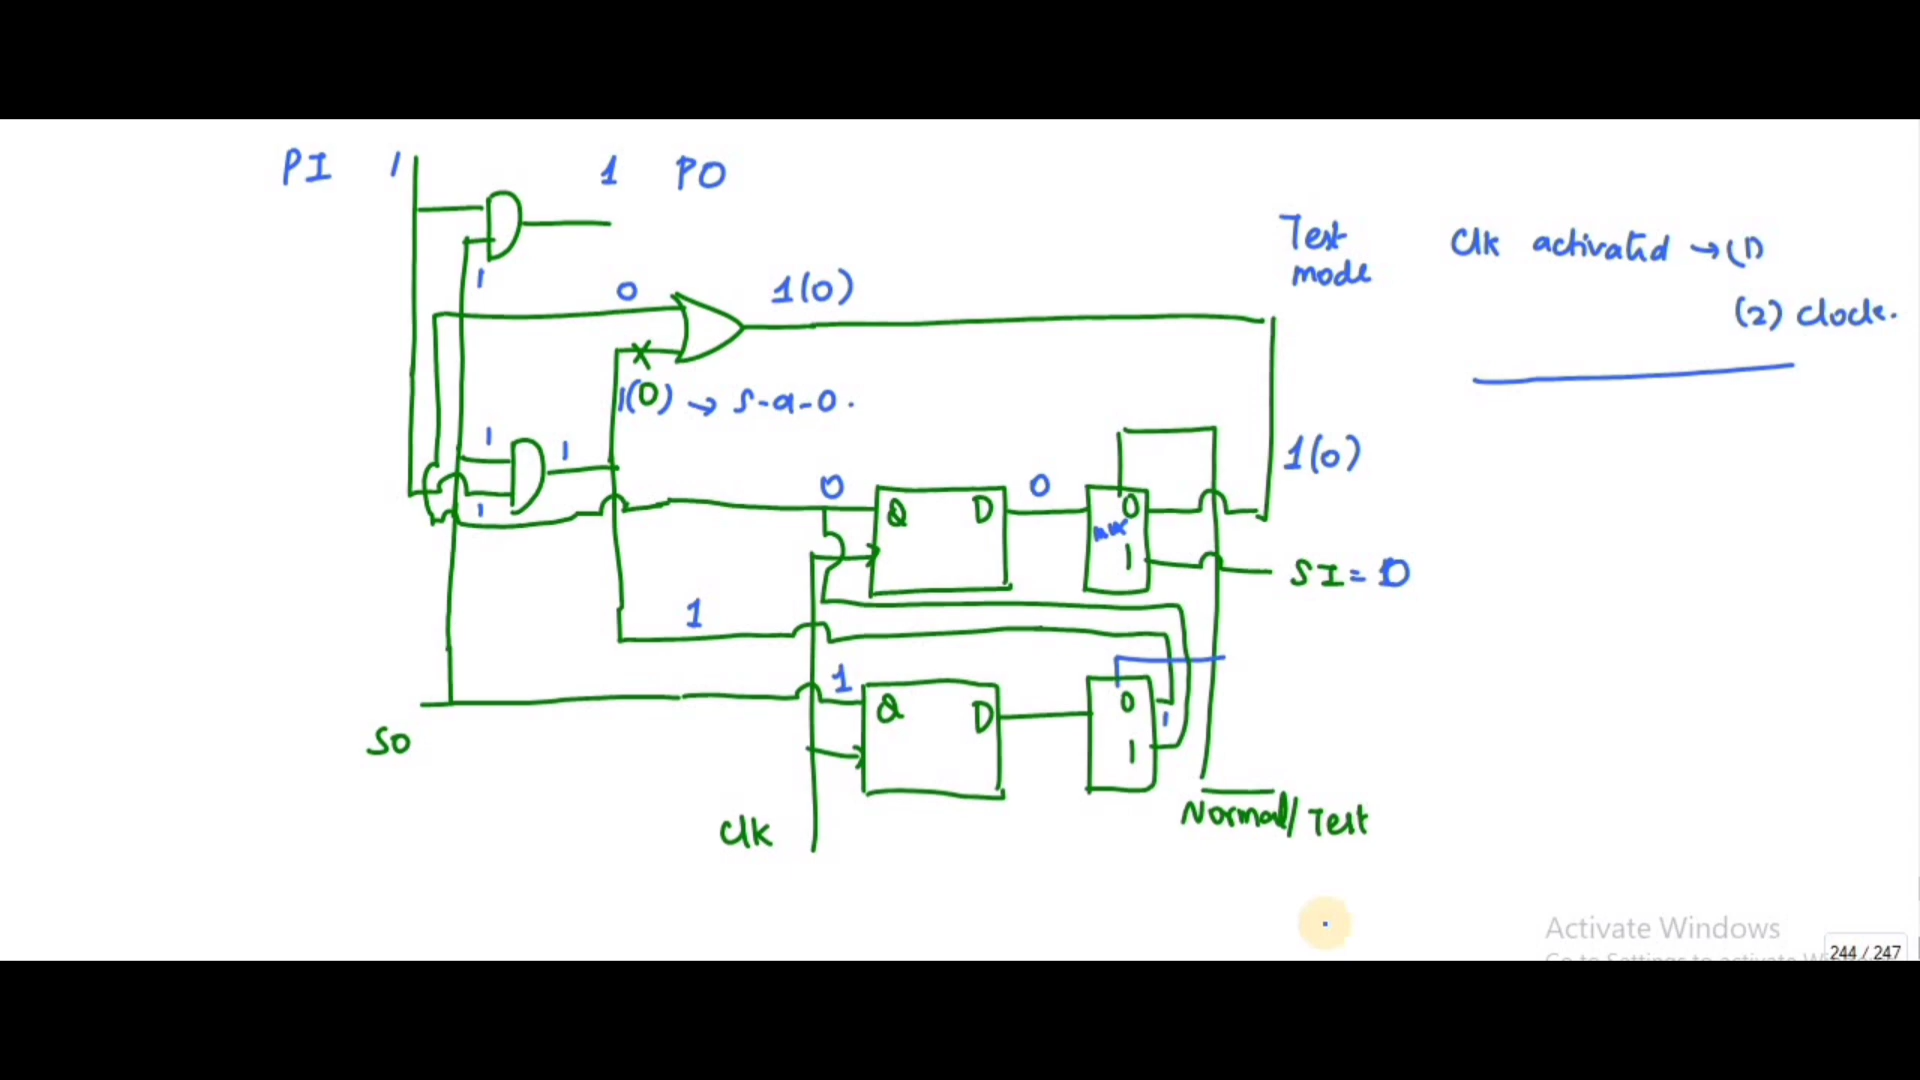 PI 1 1 PO
1
Test
mode
Clk activated → (1)
(2) clock.
0 1(0)
1(0) → s-a-0.
1 1
1
1(0)
0 0
Q D
0
mux
1
SI = 0
1
1
Q D
0
1
1
SO
Clk
Normal/ Test
Activate Windows
244 / 247